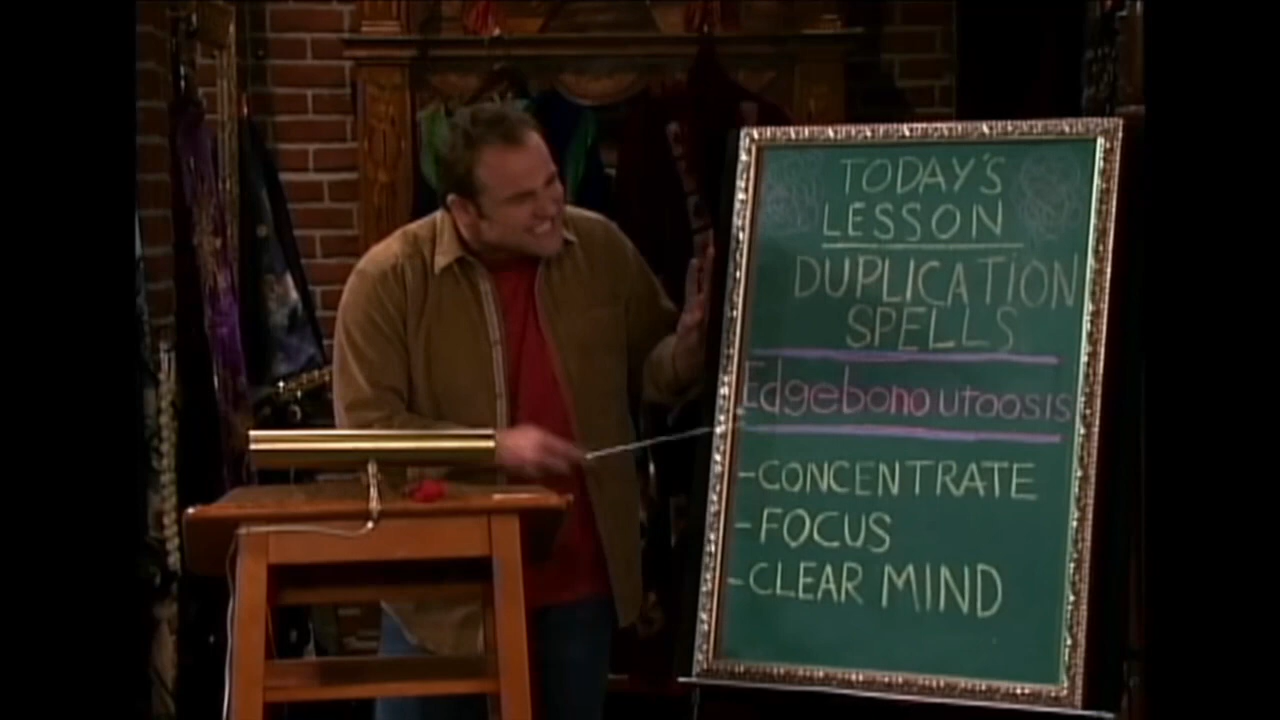 TODAY'S
LESSON
DUPLICATION
SPELLS
Edgebono utoosis
-CONCENTRATE
-FOCUS
-CLEAR MIND